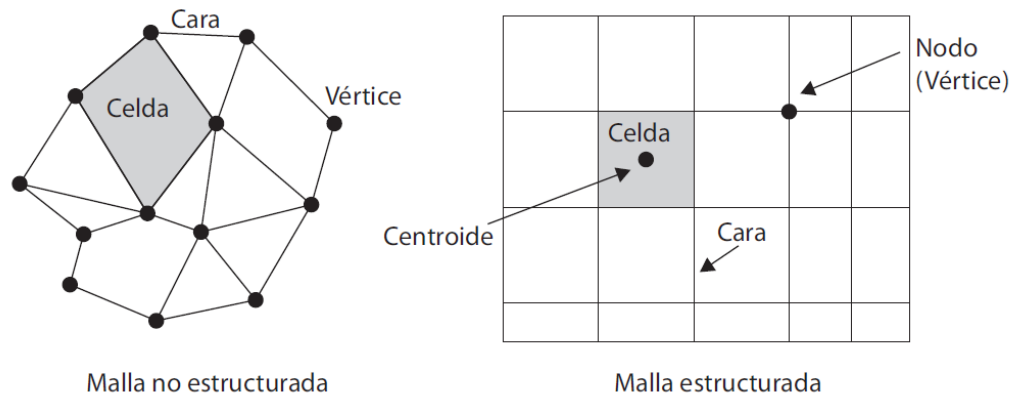 Cara
Celda
Vértice
Malla no estructurada
Nodo
(Vértice)
Celda
Centroide
Cara
Malla estructurada